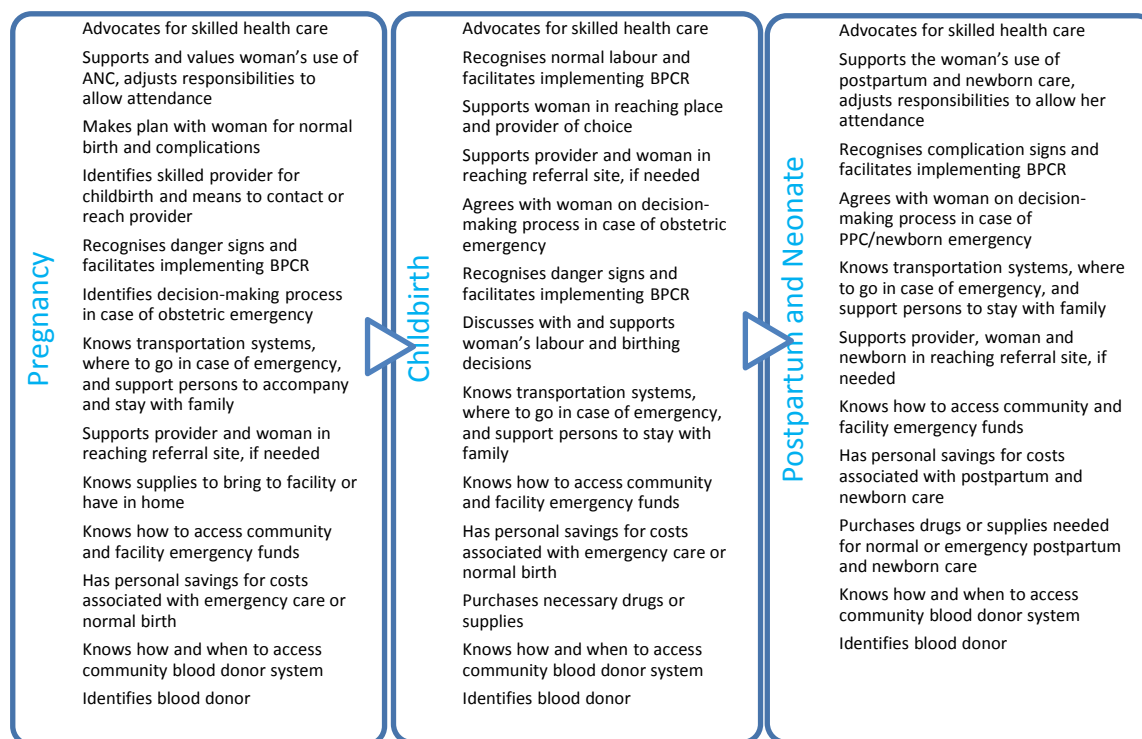 Pregnancy
Advocates for skilled health care
Supports and values woman's use of
ANC, adjusts responsibilities to
allow attendance
Makes plan with woman for normal
birth and complications
Identifies skilled provider for
childbirth and means to contact or
reach provider
Recognises danger signs and
facilitates implementing BPCR
Identifies decision-making process
in case of obstetric emergency
Knows transportation systems,
where to go in case of emergency,
and support persons to accompany
and stay with family
Supports provider and woman in
reaching referral site, if needed
Knows supplies to bring to facility or
have in home
Knows how to access community
and facility emergency funds
Has personal savings for costs
associated with emergency care or
normal birth
Knows how and when to access
community blood donor system
Identifies blood donor
Childbirth
Advocates for skilled health care
Recognises normal labour and
facilitates implementing BPCR
Supports woman in reaching place
and provider of choice
Supports provider and woman in
reaching referral site, if needed
Agrees with woman on decision-
making process in case of obstetric
emergency
Recognises danger signs and
facilitates implementing BPCR
Discusses with and supports
woman's labour and birthing
decisions
Knows transportation systems,
where to go in case of emergency,
and support persons to stay with
family
Knows how to access community
and facility emergency funds
Has personal savings for costs
associated with emergency care or
normal birth
Purchases necessary drugs or
supplies
Knows how and when to access
community blood donor system
Identifies blood donor
Postpartum and Neonate
Advocates for skilled health care
Supports the woman's use of
postpartum and newborn care,
adjusts responsibilities to allow her
attendance
Recognises complication signs and
facilitates implementing BPCR
Agrees with woman on decision-
making process in case of
PPC/newborn emergency
Knows transportation systems, where
to go in case of emergency, and
support persons to stay with family
Supports provider, woman and
newborn in reaching referral site, if
needed
Knows how to access community and
facility emergency funds
Has personal savings for costs
associated with postpartum and
newborn care
Purchases drugs or supplies needed
for normal or emergency postpartum
and newborn care
Knows how and when to access
community blood donor system
Identifies blood donor